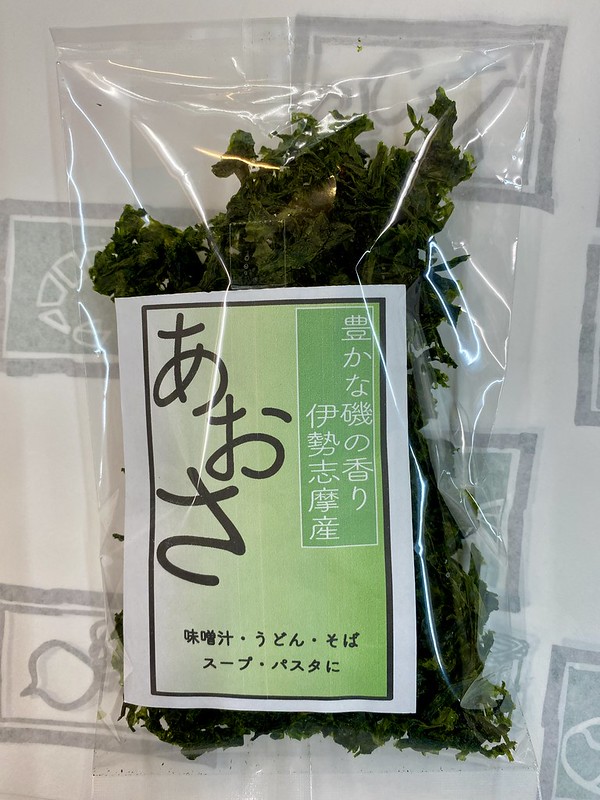 豊かな磯の香り
伊勢志摩産
あおさ
味噌汁・うどん・そば
スープ・パスタに